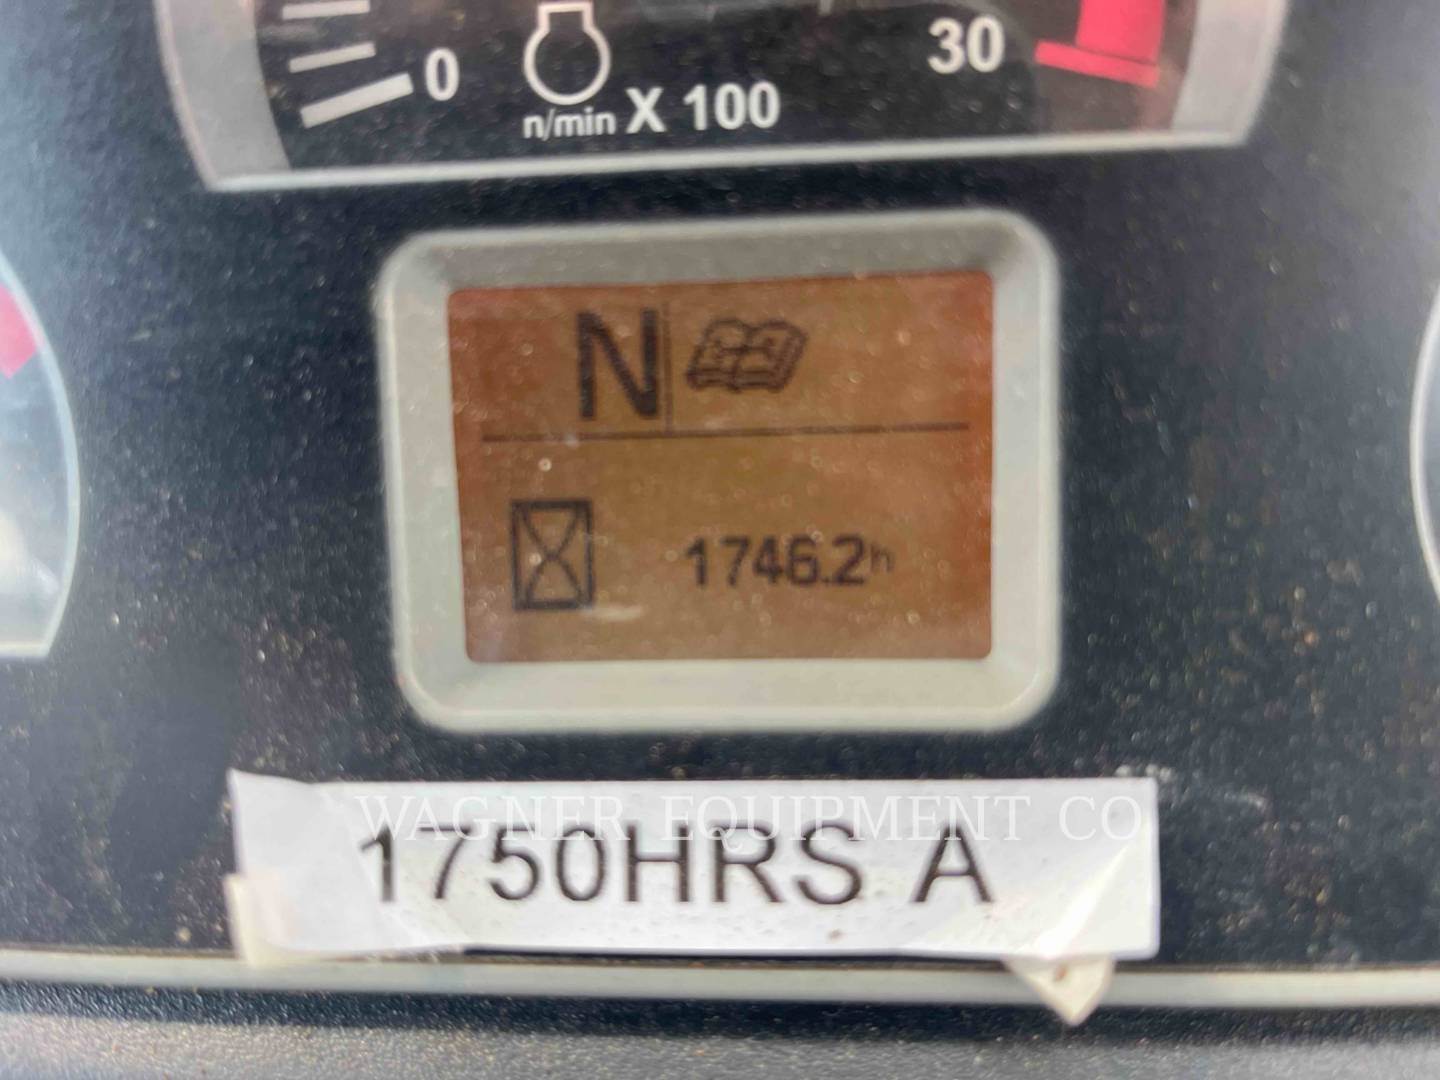 0
30
n/min X 100
N
1746.2h
WAGNER EQUIPMENT CO
1750HRS A